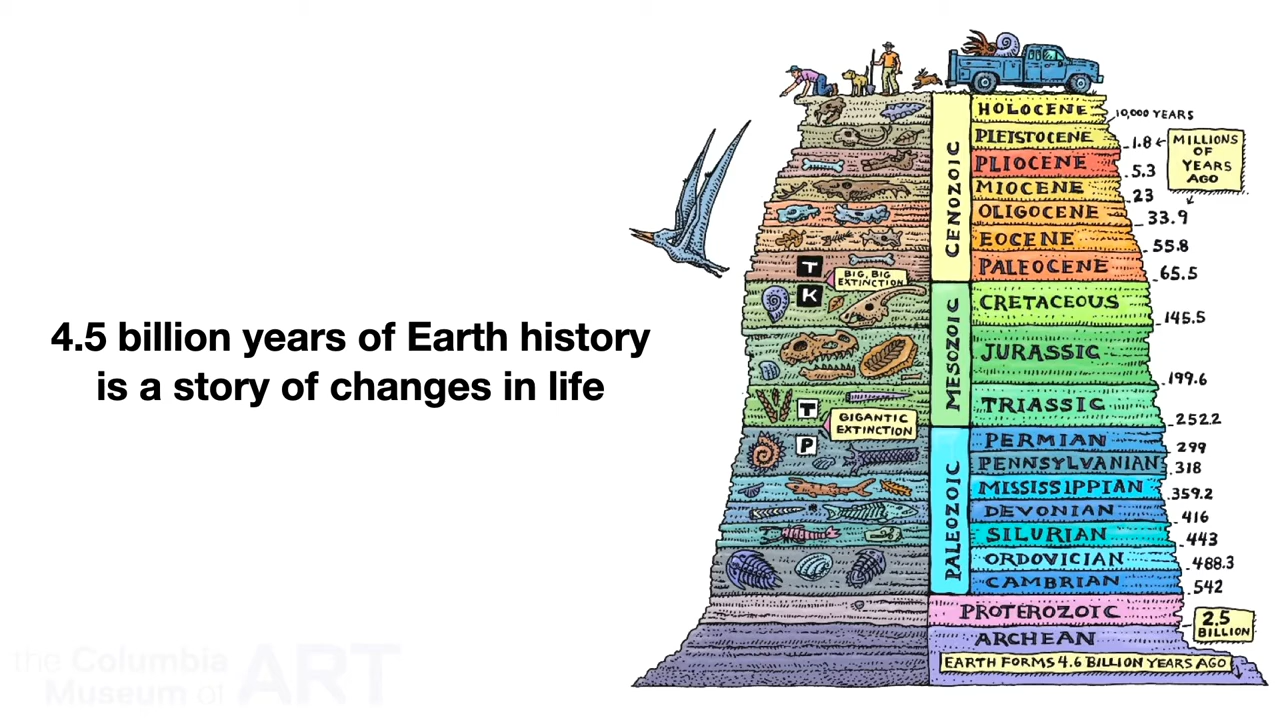 4.5 billion years of Earth history
is a story of changes in life
the Columbia
Museum of ART
CENOZOIC
HOLOCENE
10,000 YEARS
PLEISTOCENE
1.8
MILLIONS
OF
YEARS
AGO
PLIOCENE
5.3
MIOCENE
23
OLIGOCENE
33.9
EOCENE
55.8
PALEOCENE
65.5
T
BIG, BIG
EXTINCTION
K
MESOZOIC
CRETACEOUS
145.5
JURASSIC
199.6
TRIASSIC
252.2
T
GIGANTIC
EXTINCTION
P
PALEOZOIC
PERMIAN
299
PENNSYLVANIAN
318
MISSISSIPPIAN
359.2
DEVONIAN
416
SILURIAN
443
ORDOVICIAN
488.3
CAMBRIAN
542
PROTEROZOIC
2.5
BILLION
ARCHEAN
EARTH FORMS 4.6 BILLION YEARS AGO